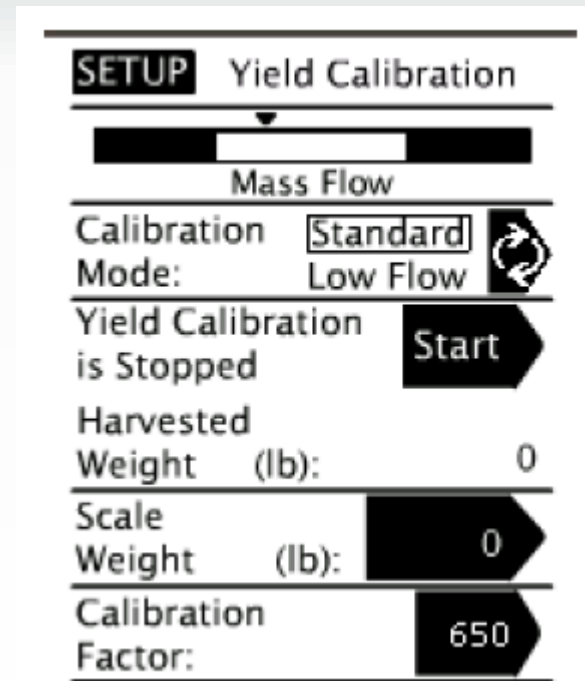 SETUP Yield Calibration
Mass Flow
Calibration Standard
Mode: Low Flow
Yield Calibration
is Stopped
Start
Harvested
Weight (lb): 0
Scale
Weight (lb): 0
Calibration
Factor: 650